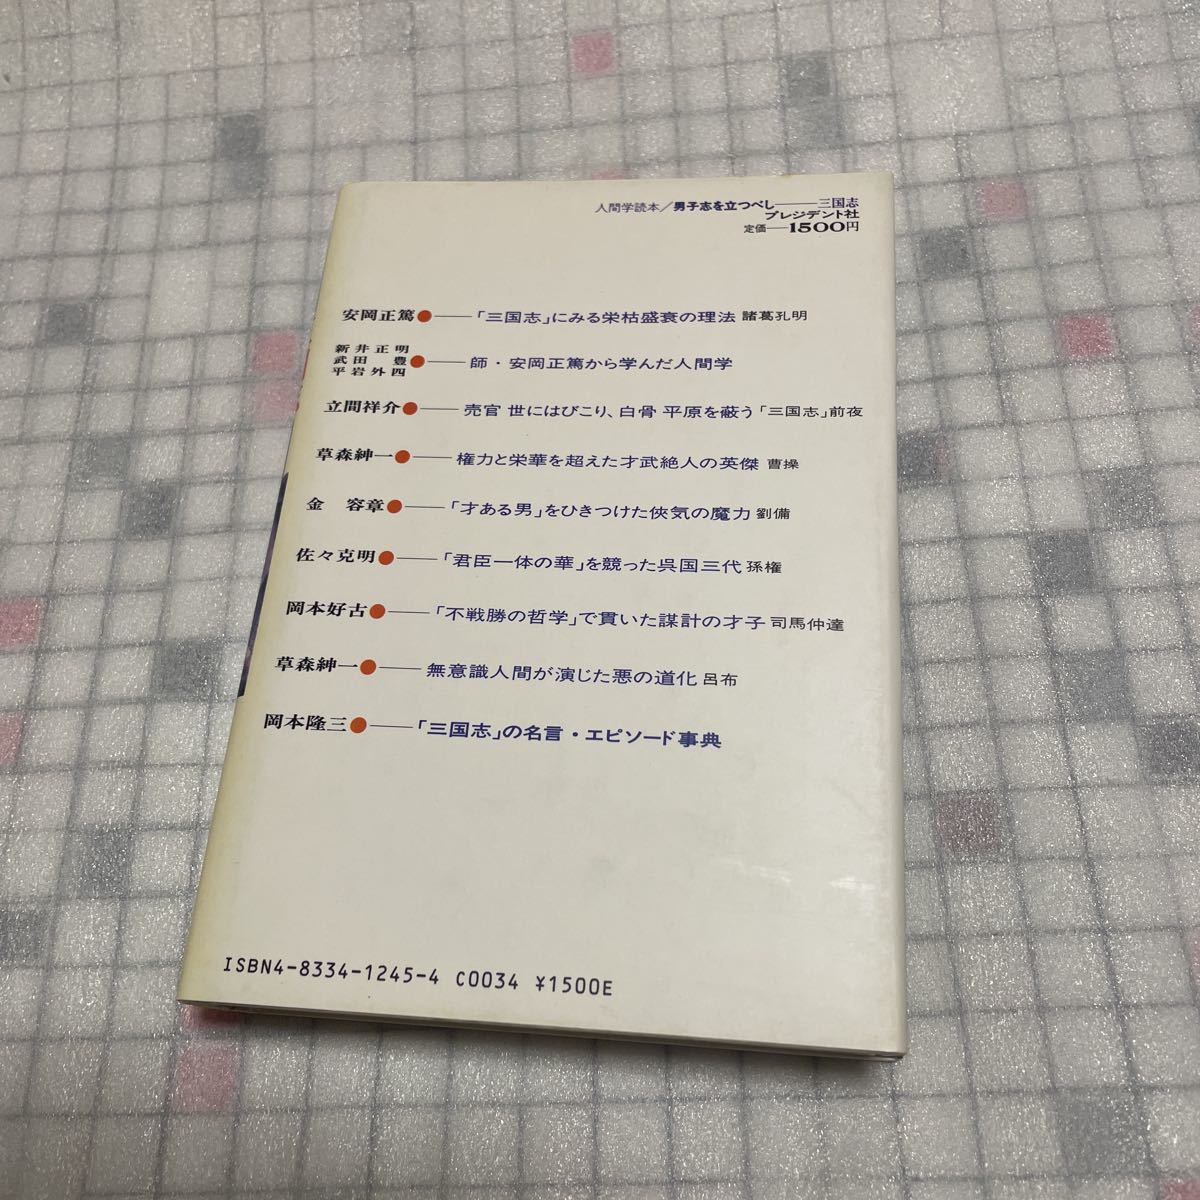 人間学読本/男子志を立つべし――三国志
プレジデント社
定価―1500円
安岡正篤●――「三国志」にみる栄枯盛衰の理法 諸葛孔明
新井正明
武田 豊
平岩外四
●――師・安岡正篤から学んだ人間学
立間祥介●――売官 世にはびこり、白骨 平原を蔽う「三国志」前夜
草森紳一●――権力と栄華を超えた才武絶人の英傑 曹操
金 容章●――「才ある男」をひきつけた俠気の魔力 劉備
佐々克明●――「君臣一体の華」を競った呉国三代 孫権
岡本好古●――「不戦勝の哲学」で貫いた謀計の才子 司馬仲達
草森紳一●――無意識人間が演じた悪の道化 呂布
岡本隆三●――「三国志」の名言・エピソード事典
ISBN4-8334-1245-4 C0034 ¥1500E